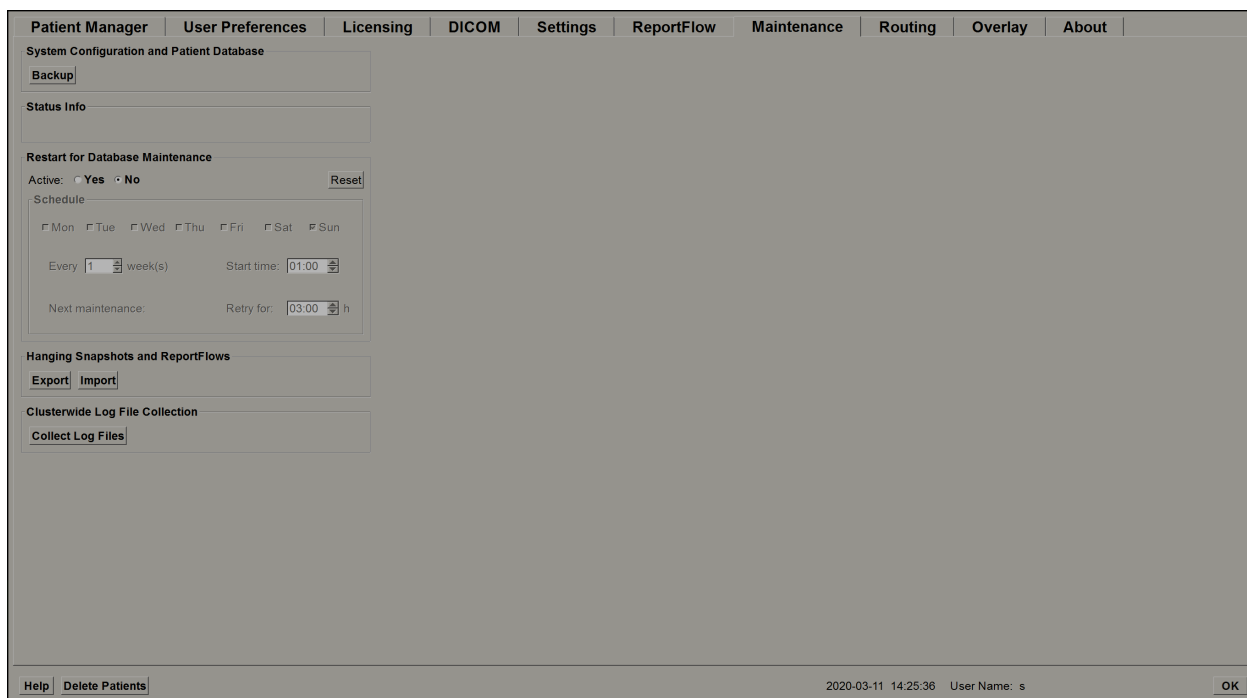 Patient Manager User Preferences Licensing DICOM Settings ReportFlow Maintenance Routing Overlay About
System Configuration and Patient Database
Backup
Status Info
Restart for Database Maintenance
Active: Yes No Reset
Schedule
Mon Tue Wed Thu Fri Sat Sun
Every 1 week(s) Start time: 01:00
Next maintenance: Retry for: 03:00 h
Hanging Snapshots and ReportFlows
Export Import
Clusterwide Log File Collection
Collect Log Files
Help Delete Patients 2020-03-11 14:25:36 User Name: s OK